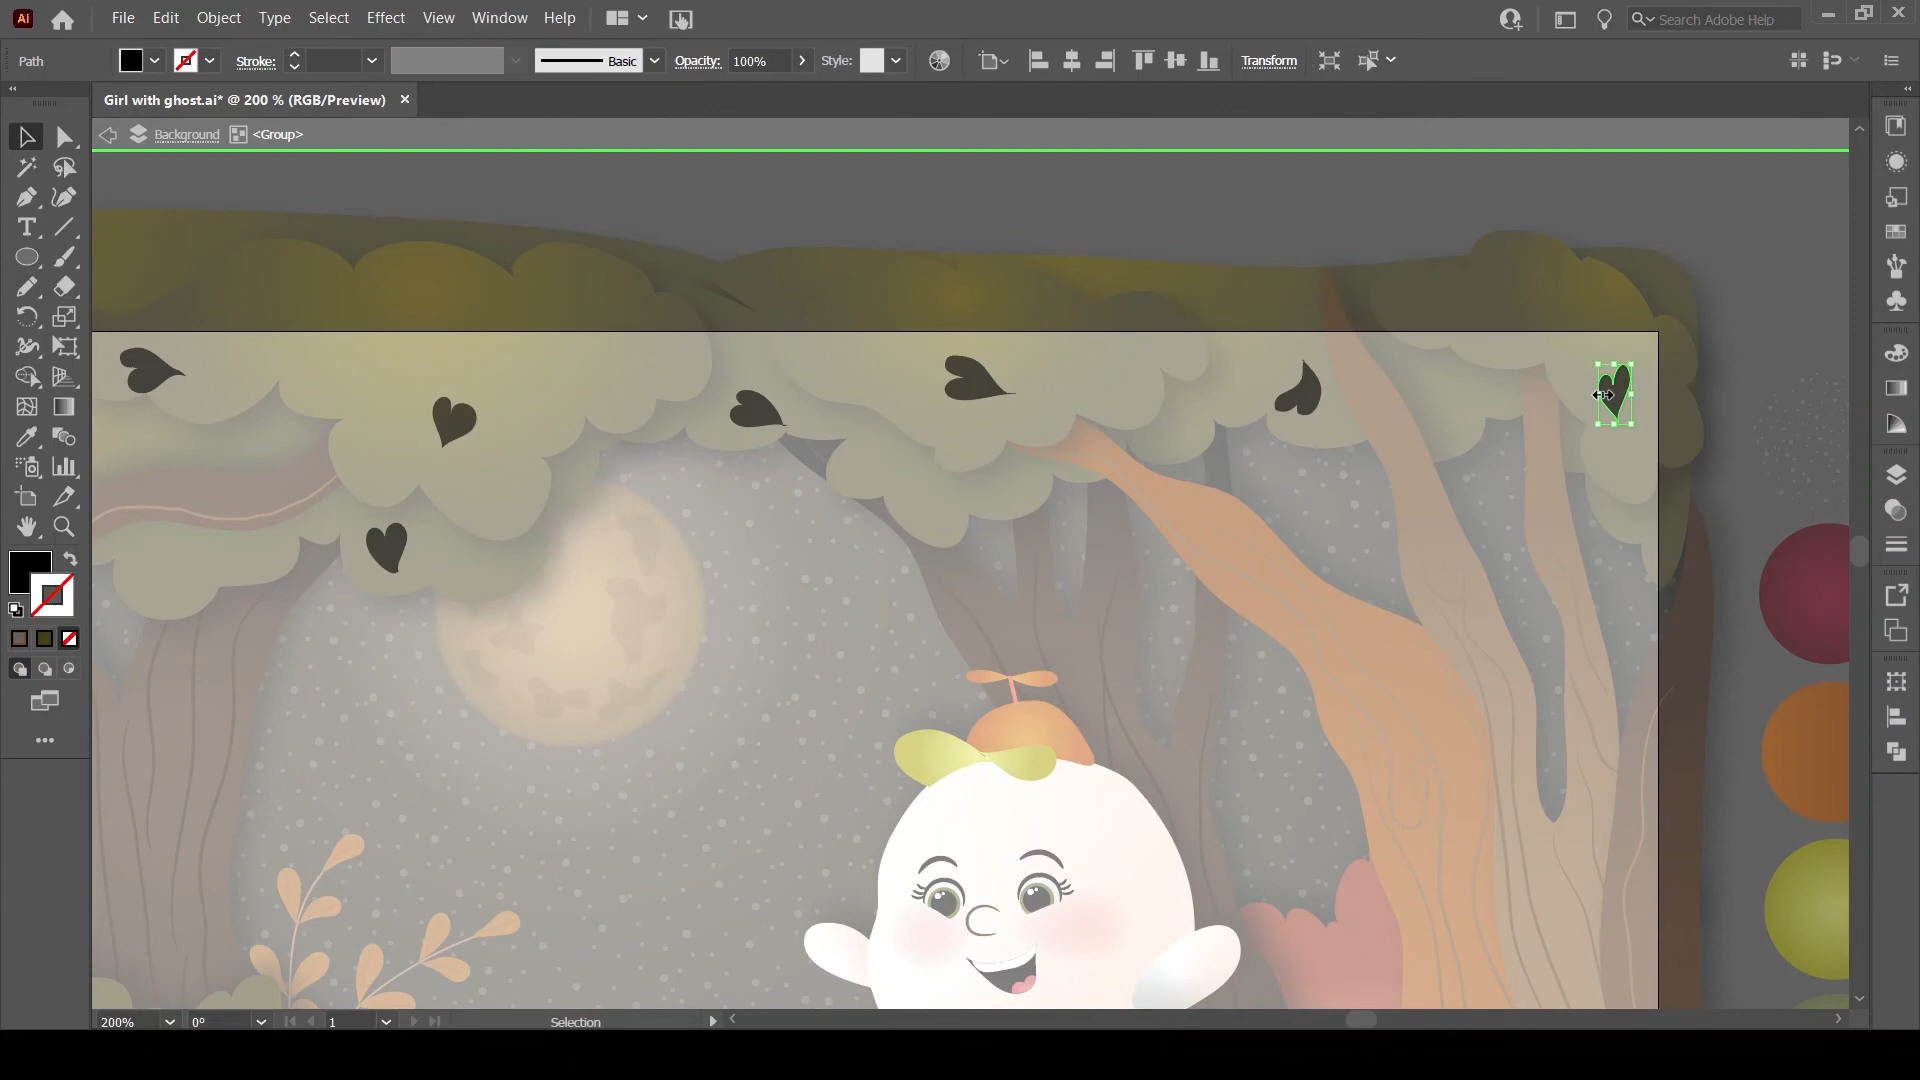 Ai File Edit Object Type Select Effect View Window Help Search Adobe Help
Path Stroke: Basic Opacity: 100% Style: Transform
Girl with ghost.ai* @ 200 % (RGB/Preview) ×
Background <Group>
200% 0° 1 Selection